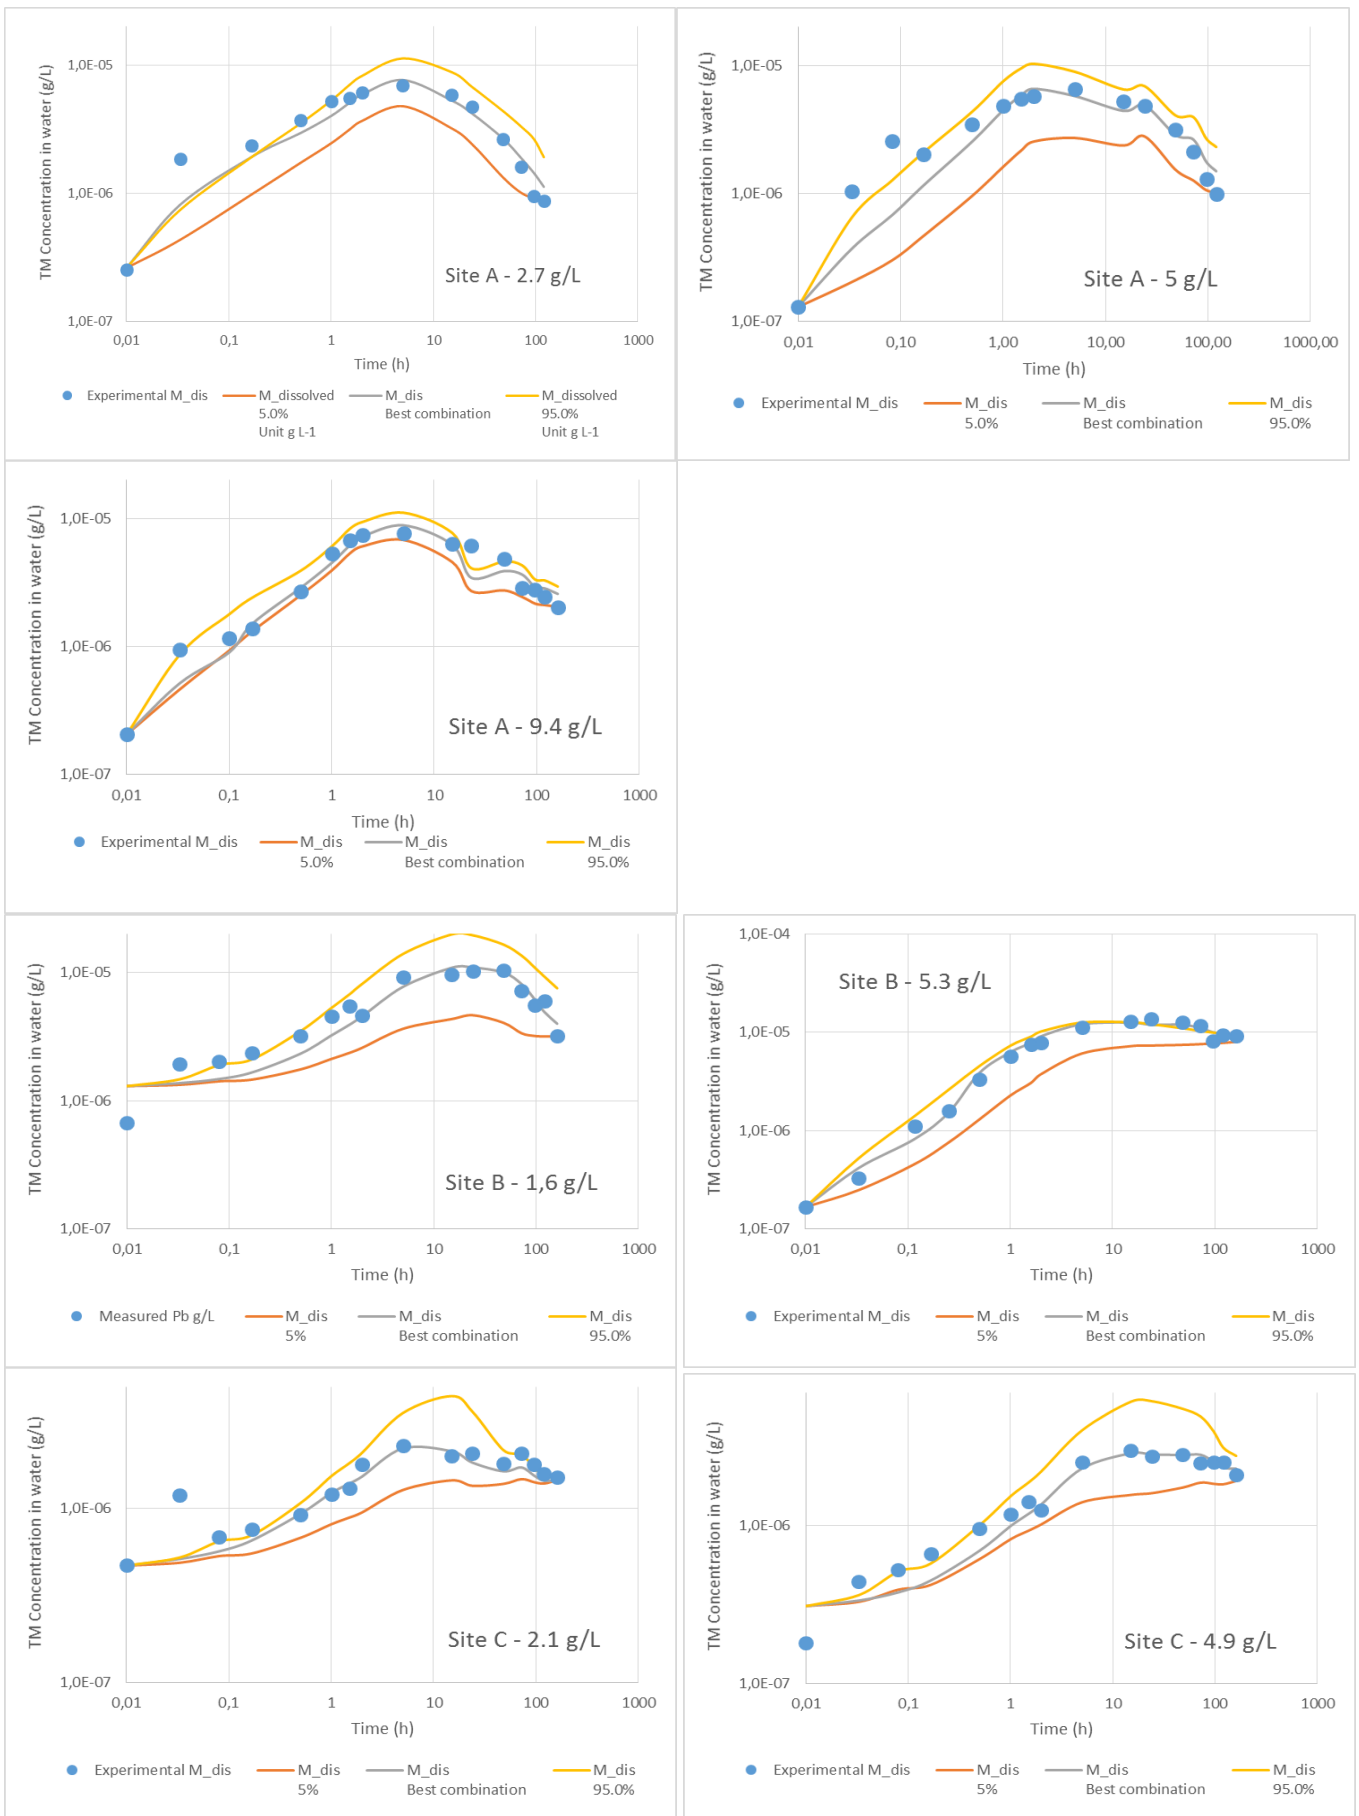 TM Concentration in water (g/L)
1,0E-05
1,0E-06
1,0E-07
0,01
0,1
1
10
100
1000
Time (h)
Site A - 2.7 g/L
Experimental M_dis
M_dissolved
5.0%
Unit g L-1
M_dis
Best combination
M_dissolved
95.0%
Unit g L-1
TM Concentration in water (g/L)
1,0E-05
1,0E-06
1,0E-07
0,01
0,10
1,00
10,00
100,00
1000,00
Time (h)
Site A - 5 g/L
Experimental M_dis
M_dis
5.0%
M_dis
Best combination
M_dis
95.0%
TM Concentration in water (g/L)
1,0E-05
1,0E-06
1,0E-07
0,01
0,1
1
10
100
1000
Time (h)
Site A - 9.4 g/L
Experimental M_dis
M_dis
5.0%
M_dis
Best combination
M_dis
95.0%
TM Concentration in water (g/L)
1,0E-05
1,0E-06
1,0E-07
0,01
0,1
1
10
100
1000
Time (h)
Site B - 1,6 g/L
Measured Pb g/L
M_dis
5%
M_dis
Best combination
M_dis
95.0%
TM Concentration in water (g/L)
1,0E-04
1,0E-05
1,0E-06
1,0E-07
0,01
0,1
1
10
100
1000
Time (h)
Site B - 5.3 g/L
Experimental M_dis
M_dis
5%
M_dis
Best combination
M_dis
95.0%
TM Concentration in water (g/L)
1,0E-06
1,0E-07
0,01
0,1
1
10
100
1000
Time (h)
Site C - 2.1 g/L
Experimental M_dis
M_dis
5%
M_dis
Best combination
M_dis
95.0%
TM Concentration in water (g/L)
1,0E-06
1,0E-07
0,01
0,1
1
10
100
1000
Time (h)
Site C - 4.9 g/L
Experimental M_dis
M_dis
5%
M_dis
Best combination
M_dis
95.0%